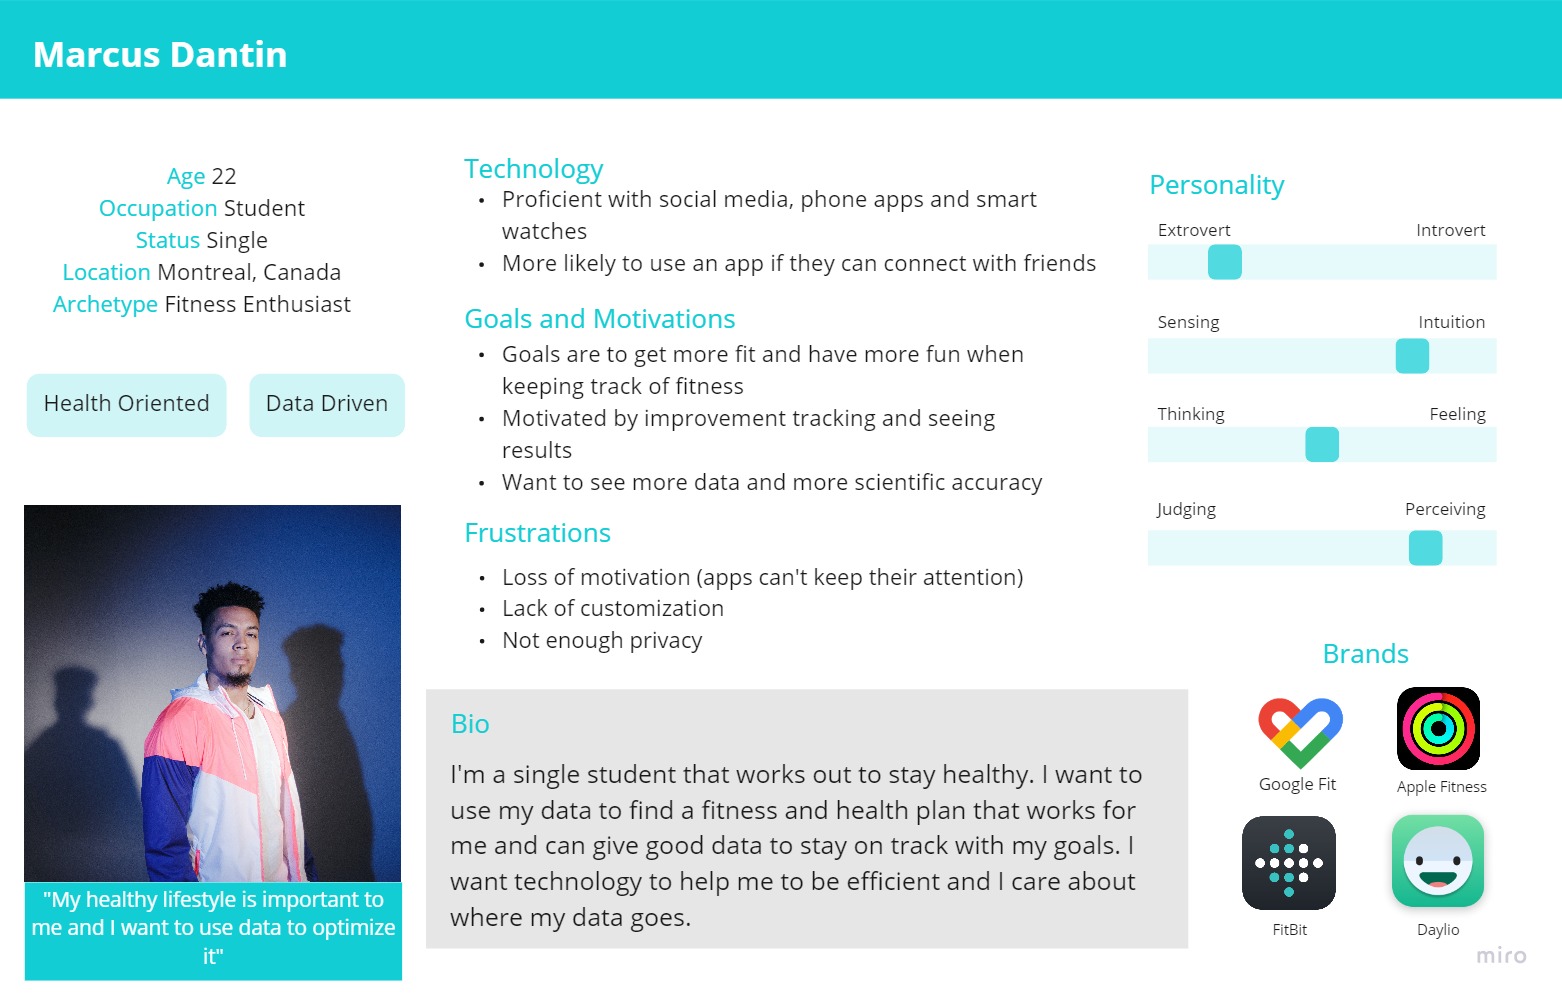 Marcus Dantin
Age 22
Occupation Student
Status Single
Location Montreal, Canada
Archetype Fitness Enthusiast
Health Oriented
Data Driven
"My healthy lifestyle is important to
me and I want to use data to optimize
it"
Technology
• Proficient with social media, phone apps and smart
watches
• More likely to use an app if they can connect with friends
Goals and Motivations
• Goals are to get more fit and have more fun when
keeping track of fitness
• Motivated by improvement tracking and seeing
results
• Want to see more data and more scientific accuracy
Frustrations
• Loss of motivation (apps can't keep their attention)
• Lack of customization
• Not enough privacy
Bio
I'm a single student that works out to stay healthy. I want to
use my data to find a fitness and health plan that works for
me and can give good data to stay on track with my goals. I
want technology to help me to be efficient and I care about
where my data goes.
Personality
Extrovert Introvert
Sensing Intuition
Thinking Feeling
Judging Perceiving
Brands
Google Fit
Apple Fitness
FitBit
Daylio
miro